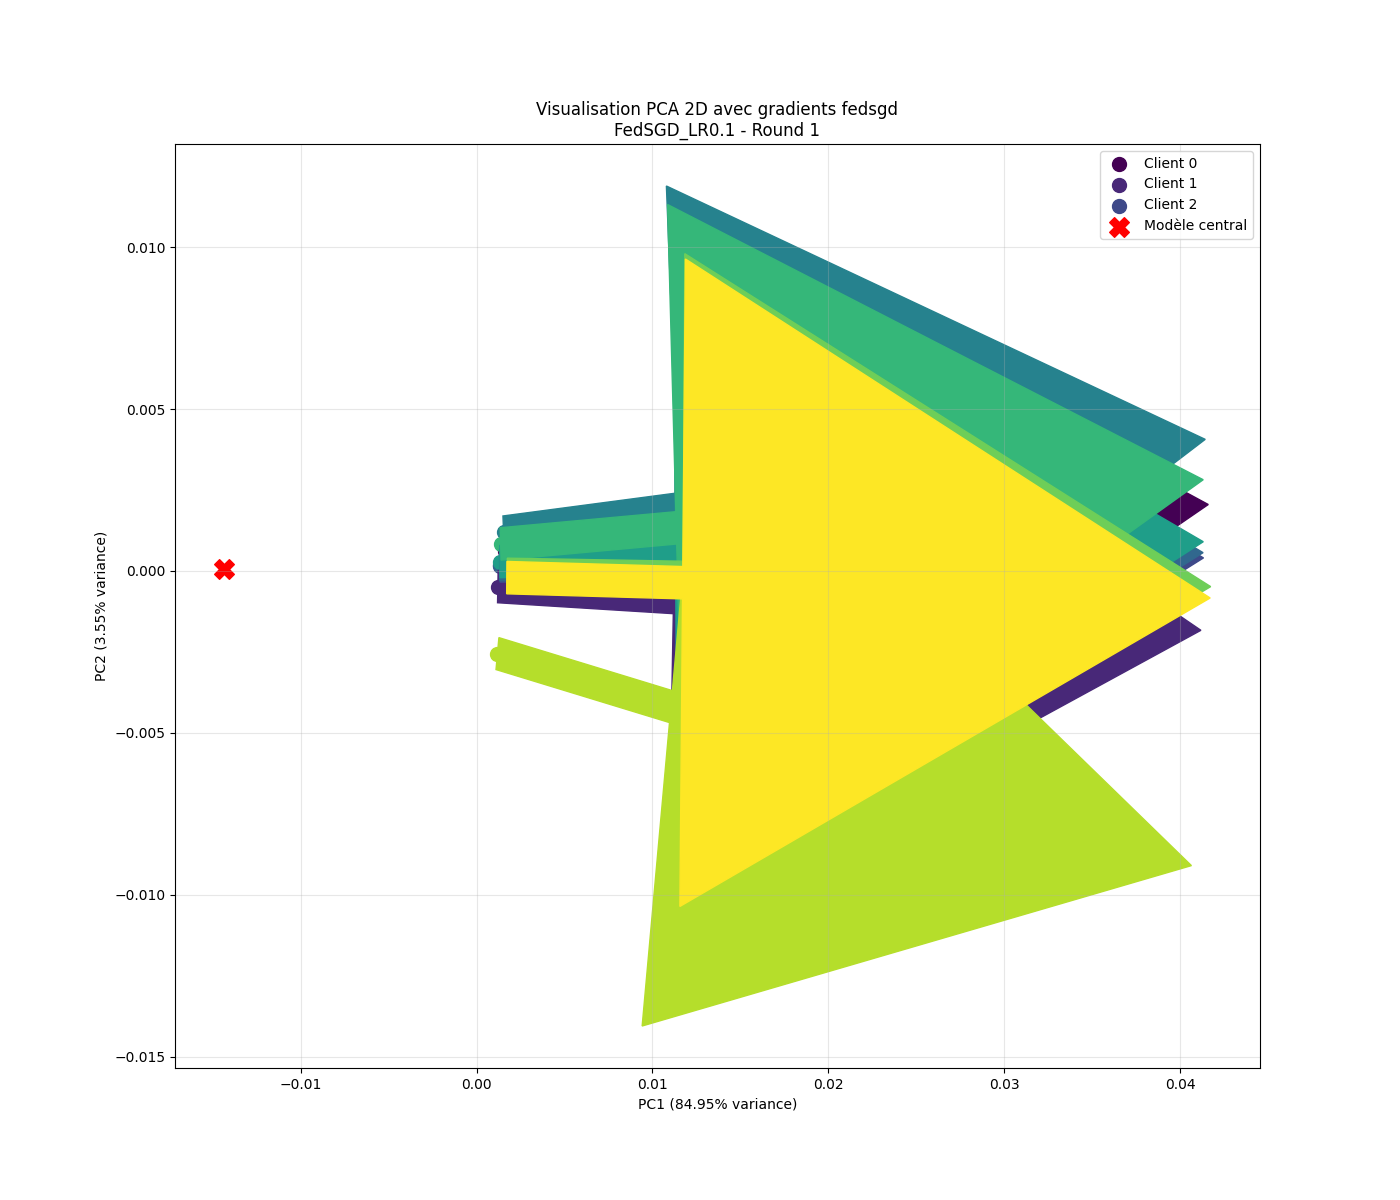 Visualisation PCA 2D avec gradients fedsgd
FedSGD_LR0.1 - Round 1
Client 0
Client 1
Client 2
Modèle central
0.010
0.005
0.000
−0.005
−0.010
−0.015
PC2 (3.55% variance)
−0.01
0.00
0.01
0.02
0.03
0.04
PC1 (84.95% variance)